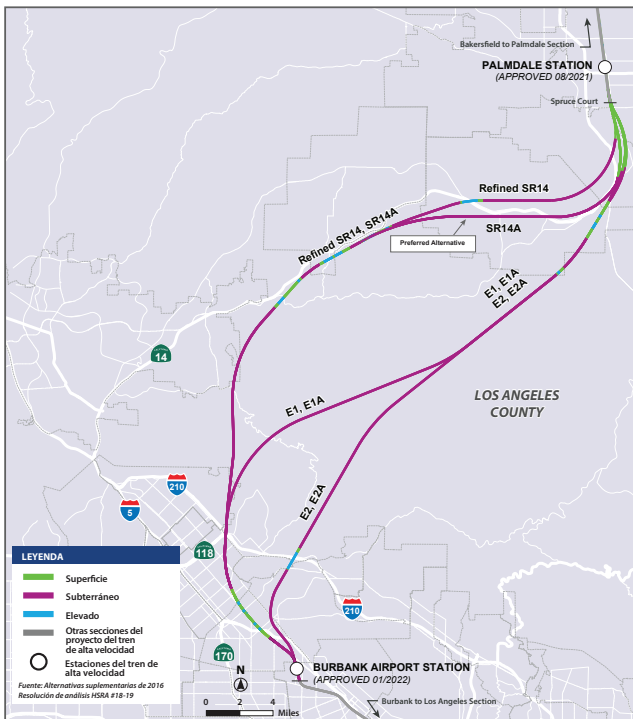 Bakersfield to Palmdale Section
PALMDALE STATION
(APPROVED 08/2021)
Spruce Court
Refined SR14
SR14A
Preferred Alternative
Refined SR14, SR14A
E1, E1A
E2, E2A
14
LOS ANGELES
COUNTY
E1, E1A
E2, E2A
210
5
118
210
170
LEYENDA
Superficie
Subterráneo
Elevado
Otras secciones del
proyecto del tren
de alta velocidad
Estaciones del tren de
alta velocidad
Fuente: Alternativas suplementarias de 2016
Resolución de análisis HSRA #18-19
N
0 2 4
Miles
BURBANK AIRPORT STATION
(APPROVED 01/2022)
Burbank to Los Angeles Section